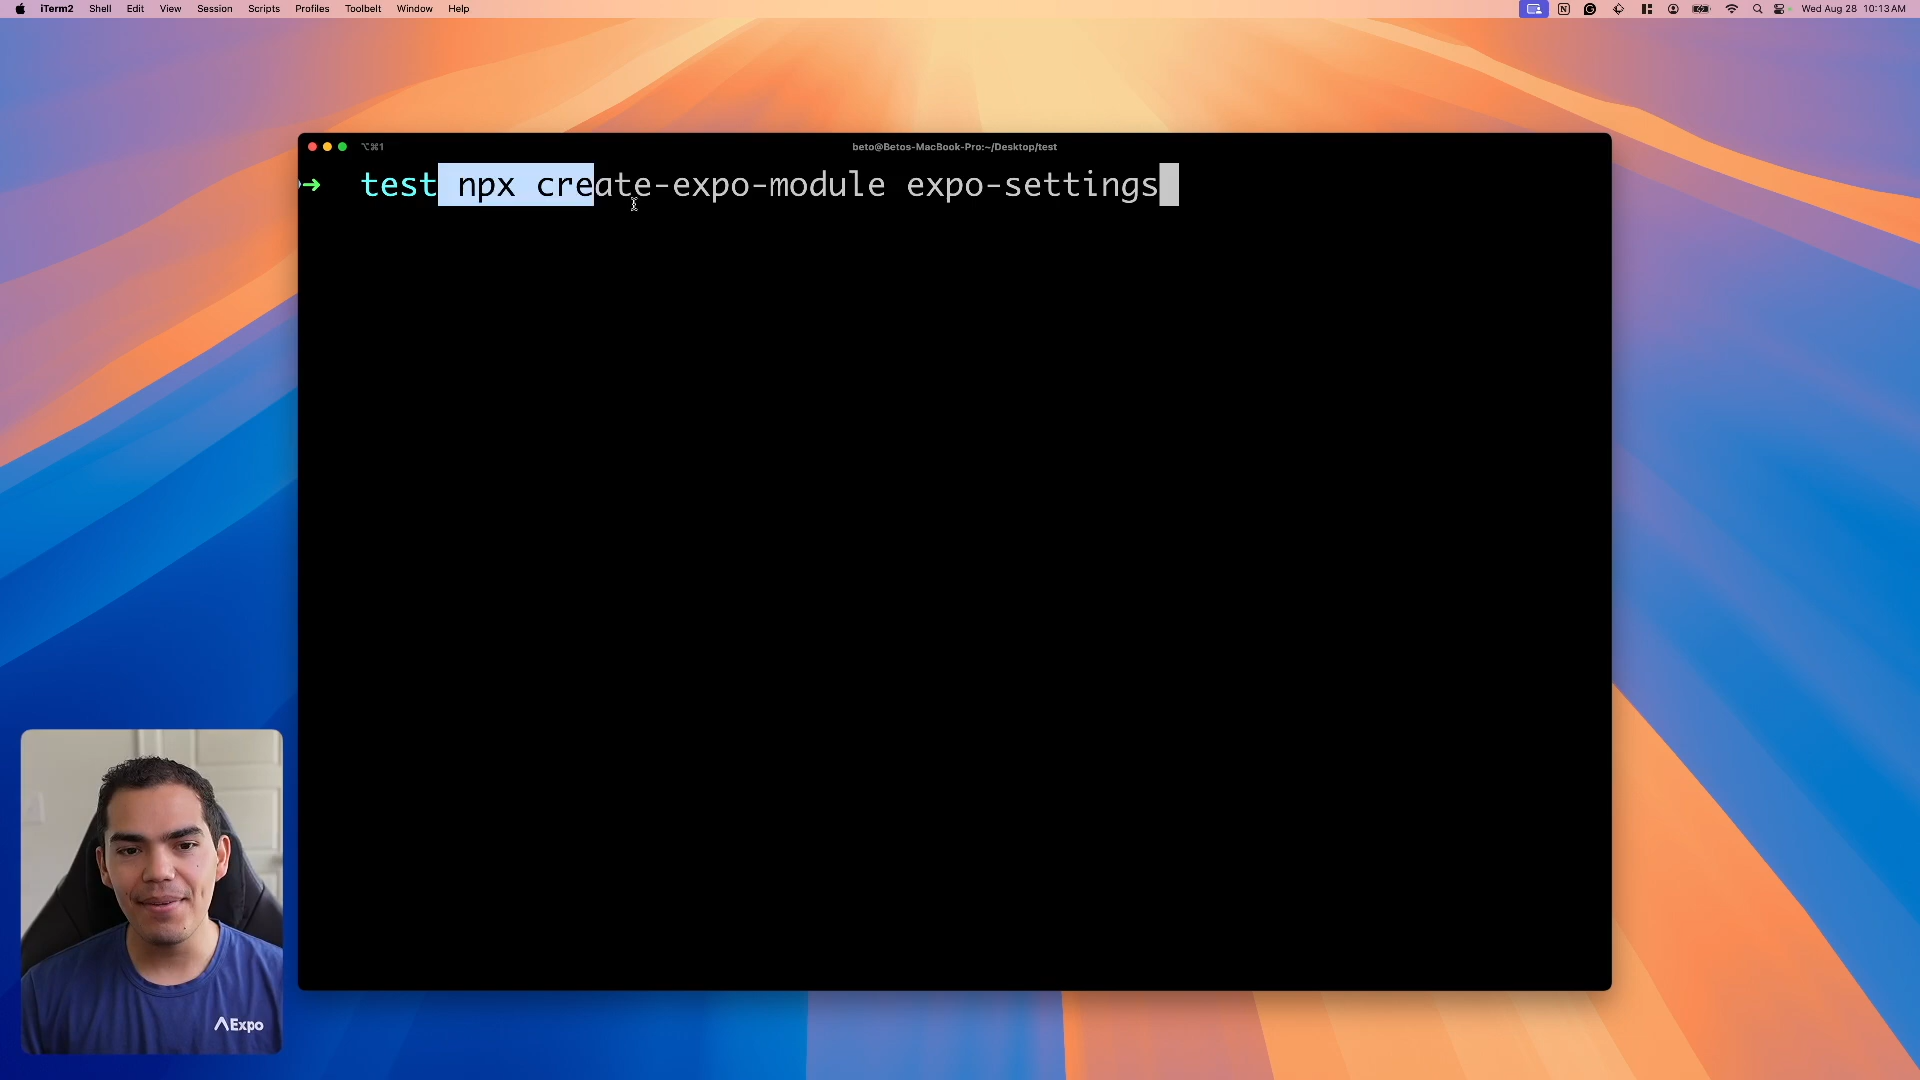 iTerm2 Shell Edit View Session Scripts Profiles Toolbelt Window Help Wed Aug 28 10:13 AM
⌥⌘1 beto@Betos-MacBook-Pro:~/Desktop/test
➜ test npx create-expo-module expo-settings
Expo